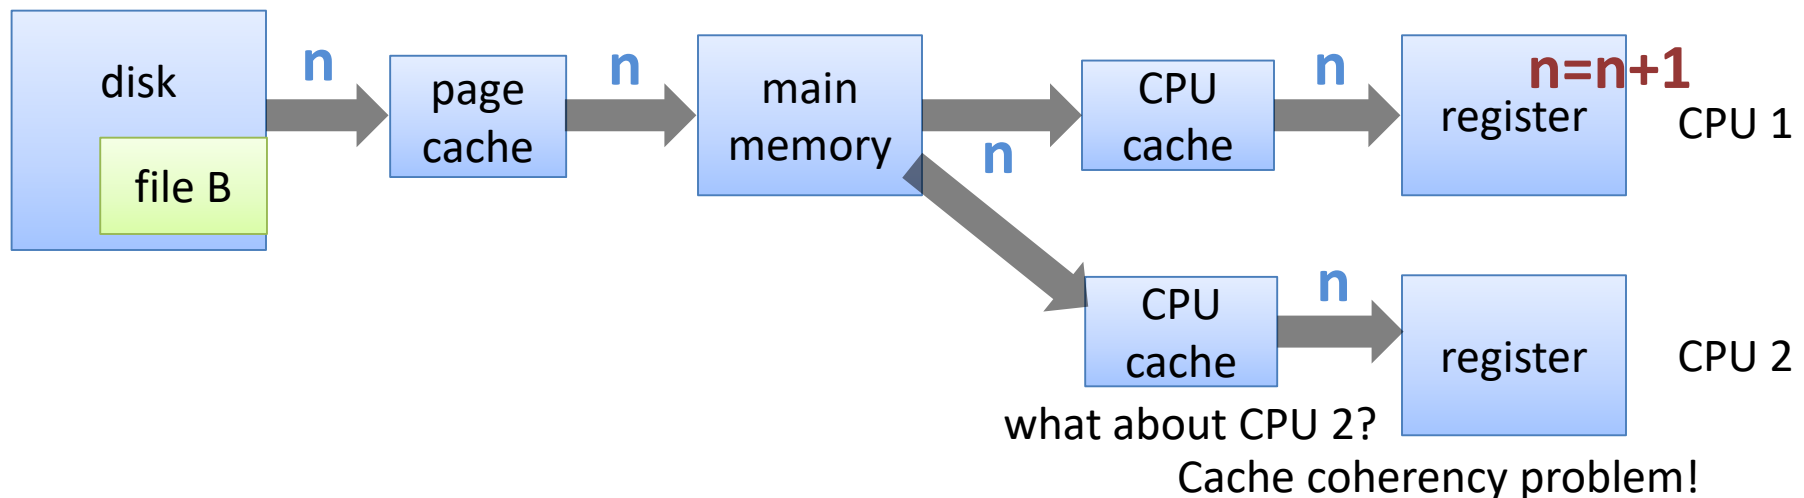 disk
file B
n
page
cache
n
main
memory
n
CPU
cache
n
n=n+1
register
CPU 1
CPU
cache
n
register
CPU 2
what about CPU 2?
Cache coherency problem!